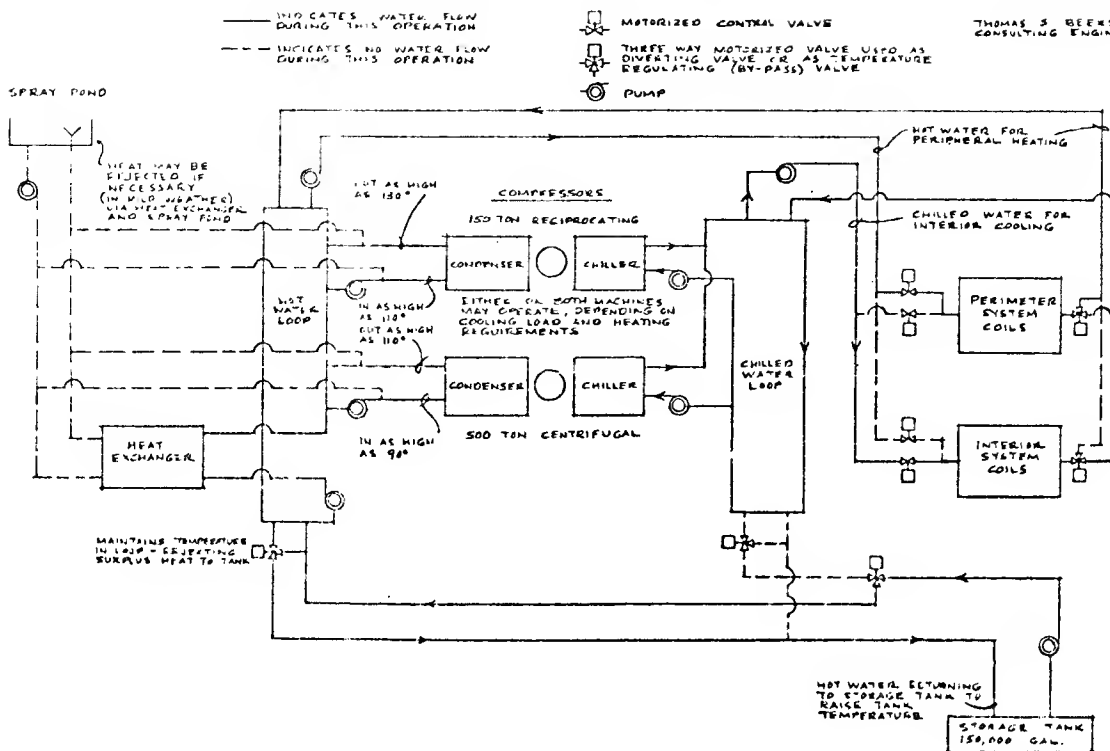 INDICATES WATER FLOW
DURING THIS OPERATION
INDICATES NO WATER FLOW
DURING THIS OPERATION
MOTORIZED CONTROL VALVE
THREE WAY MOTORIZED VALVE USED AS
DIVERTING VALVE OR AS TEMPERATURE
REGULATING (BY-PASS) VALVE
PUMP
THOMAS S. BEEK
CONSULTING ENGIN
SPRAY POND
HEAT MAY BE
REJECTED IF
NECESSARY
(IN MILD WEATHER)
VIA HEAT EXCHANGER
AND SPRAY POND
OUT AS HIGH
AS 130°
COMPRESSORS
150 TON RECIPROCATING
CONDENSER
CHILLER
IN AS HIGH
AS 110°
EITHER OR BOTH MACHINES
MAY OPERATE, DEPENDING ON
COOLING LOAD AND HEATING
REQUIREMENTS
OUT AS HIGH
AS 110°
CONDENSER
CHILLER
IN AS HIGH
AS 90°
500 TON CENTRIFUGAL
HOT
WATER
LOOP
CHILLED
WATER
LOOP
HOT WATER FOR
PERIPHERAL HEATING
CHILLED WATER FOR
INTERIOR COOLING
PERIMETER
SYSTEM
COILS
INTERIOR
SYSTEM
COILS
HEAT
EXCHANGER
MAINTAINS TEMPERATURE
IN LOOP - REJECTING
SURPLUS HEAT TO TANK
HOT WATER RETURNING
TO STORAGE TANK TO
RAISE TANK
TEMPERATURE
STORAGE TANK
150,000 GAL.